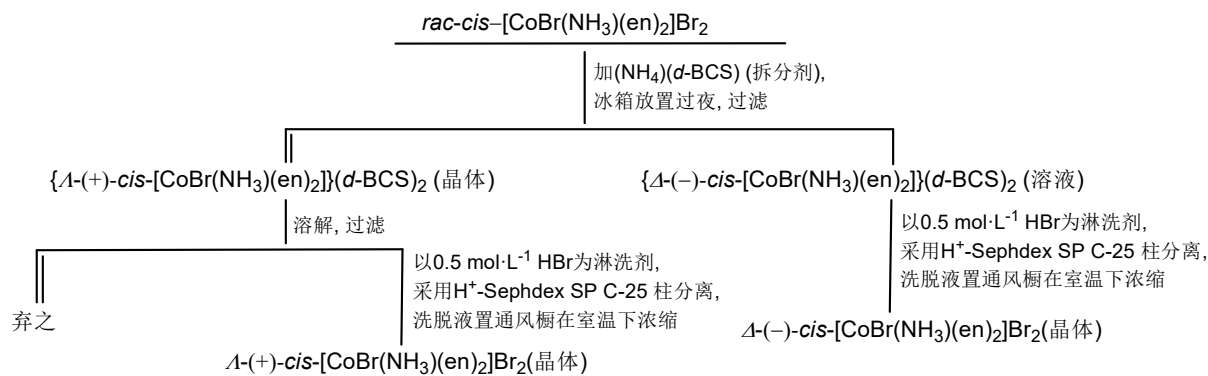 rac-cis–[CoBr(NH₃)(en)₂]Br₂
加(NH₄)(d-BCS) (拆分剂),
冰箱放置过夜, 过滤
{Λ-(+)-cis-[CoBr(NH₃)(en)₂]}(d-BCS)₂ (晶体)
{Δ-(−)-cis-[CoBr(NH₃)(en)₂]}(d-BCS)₂ (溶液)
溶解, 过滤
以0.5 mol·L⁻¹ HBr为淋洗剂,
采用H⁺-Sephdex SP C-25 柱分离,
洗脱液置通风橱在室温下浓缩
以0.5 mol·L⁻¹ HBr为淋洗剂,
采用H⁺-Sephdex SP C-25 柱分离,
洗脱液置通风橱在室温下浓缩
弃之
Λ-(+)-cis-[CoBr(NH₃)(en)₂]Br₂(晶体)
Δ-(−)-cis-[CoBr(NH₃)(en)₂]Br₂(晶体)